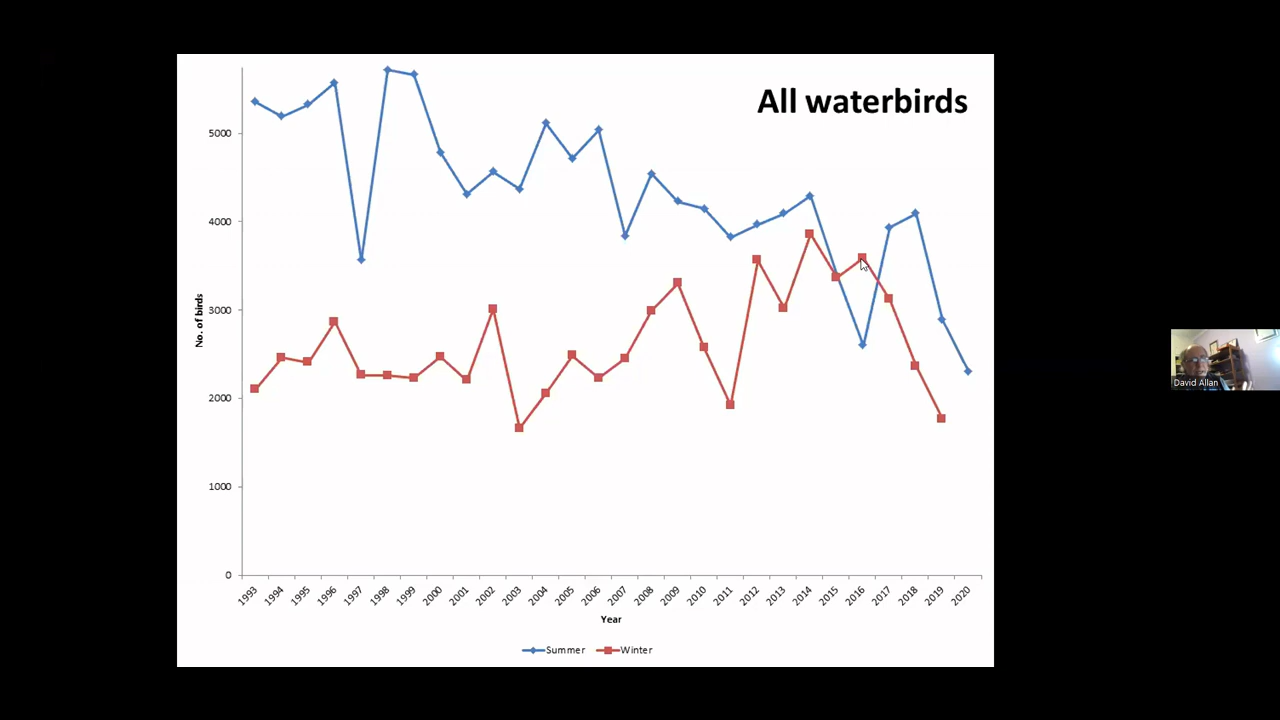 All waterbirds
5000
4000
3000
2000
1000
0
No. of birds
1993 1994 1995 1996 1997 1998 1999 2000 2001 2002 2003 2004 2005 2006 2007 2008 2009 2010 2011 2012 2013 2014 2015 2016 2017 2018 2019 2020
Year
Summer Winter
David Allan